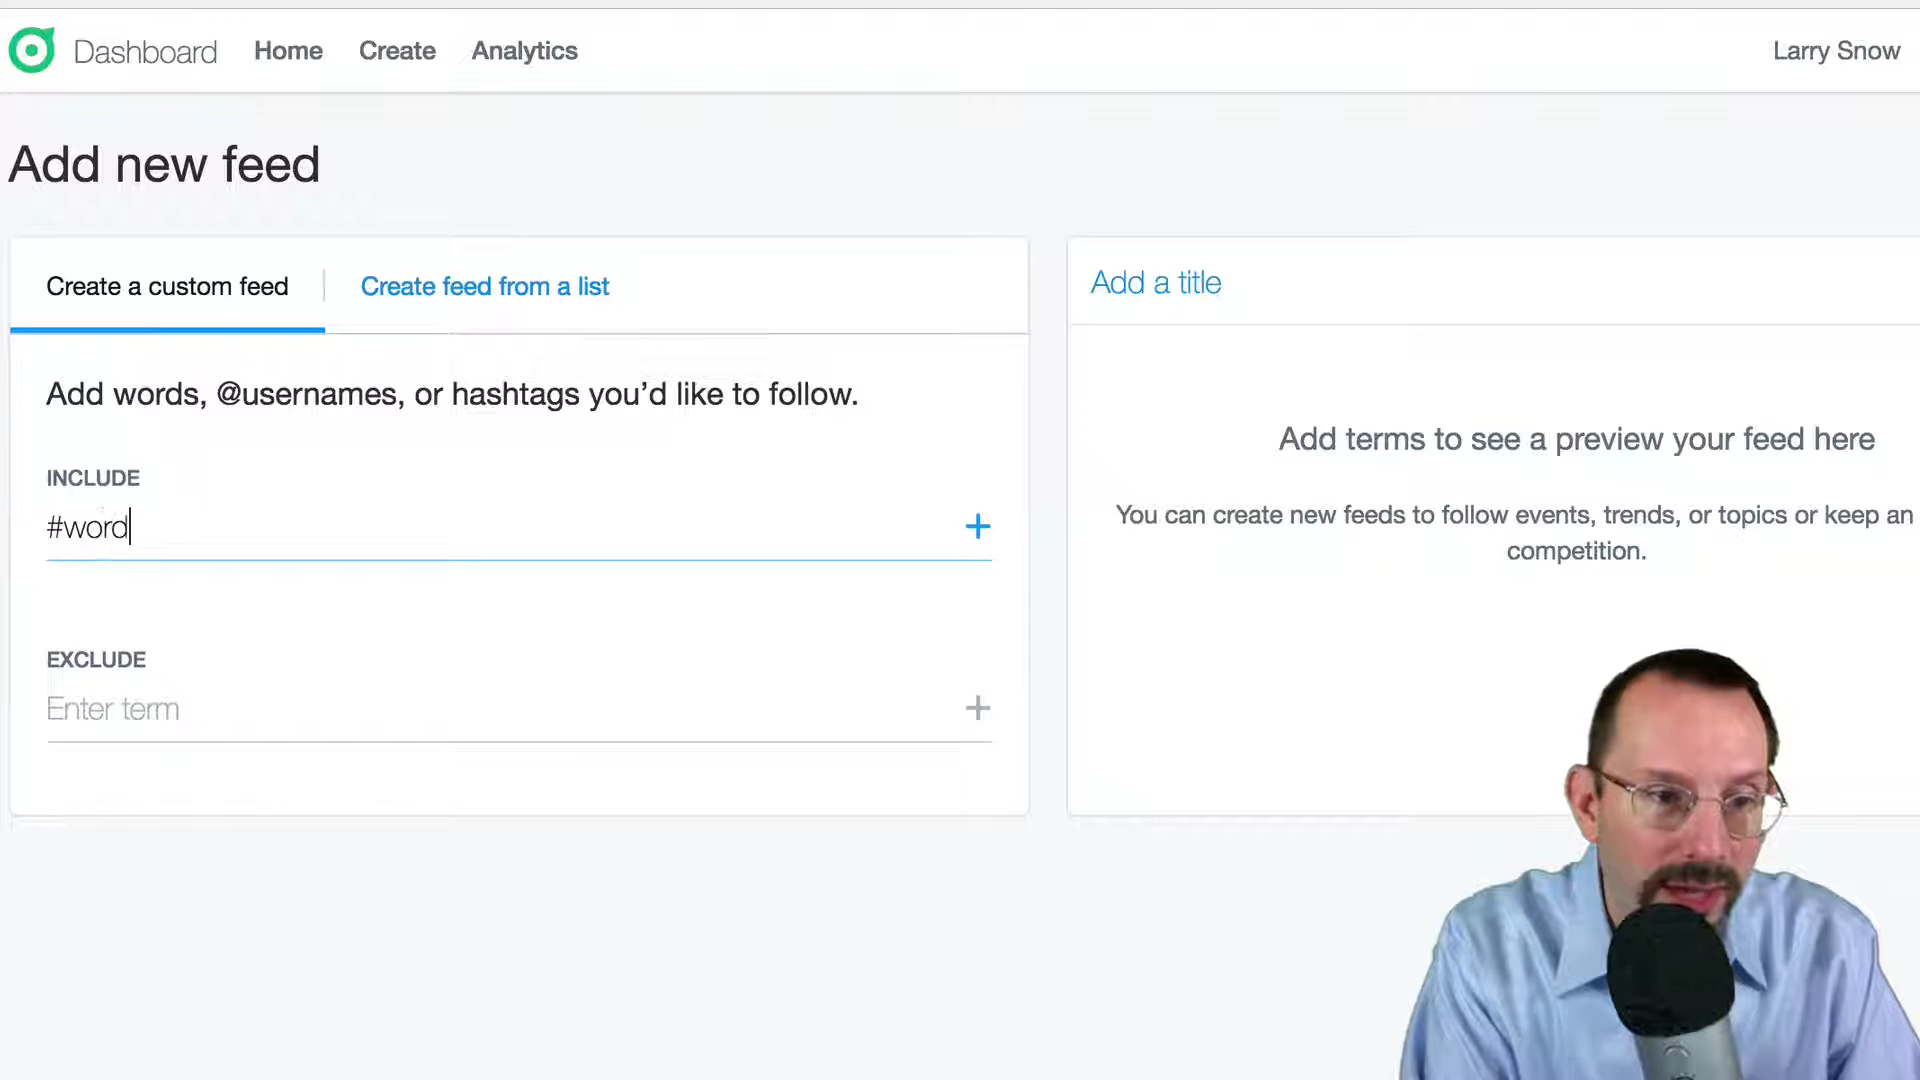 Dashboard Home Create Analytics Larry Snow
Add new feed
Create a custom feed Create feed from a list
Add words, @usernames, or hashtags you’d like to follow.
INCLUDE
#word
EXCLUDE
Enter term
Add a title
Add terms to see a preview your feed here
You can create new feeds to follow events, trends, or topics or keep an
competition.